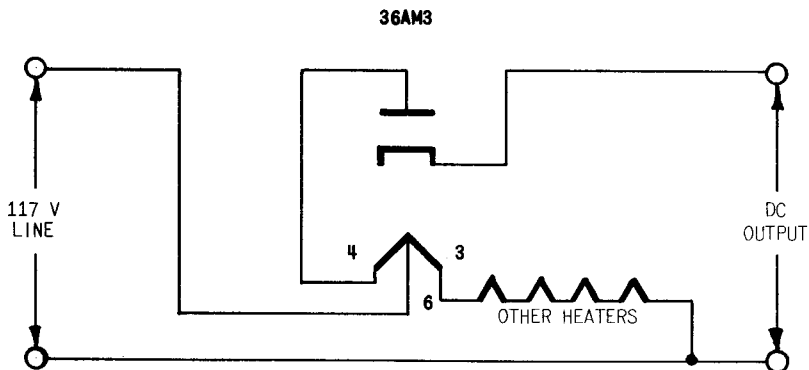 36AM3
117 V
LINE
4
3
6
OTHER HEATERS
DC
OUTPUT